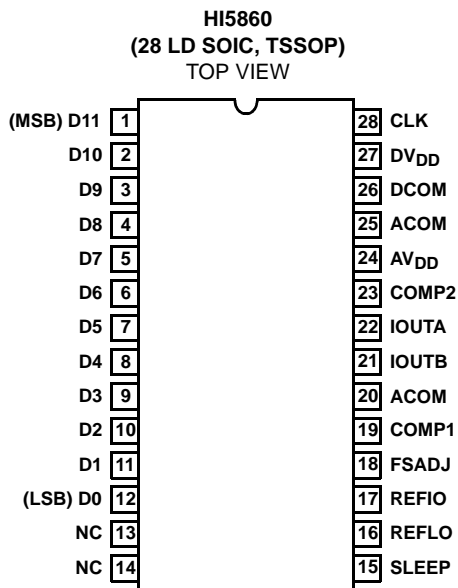 HI5860
(28 LD SOIC, TSSOP)
TOP VIEW
(MSB) D11 1 28 CLK
D10 2 27 DVDD
D9 3 26 DCOM
D8 4 25 ACOM
D7 5 24 AVDD
D6 6 23 COMP2
D5 7 22 IOUTA
D4 8 21 IOUTB
D3 9 20 ACOM
D2 10 19 COMP1
D1 11 18 FSADJ
(LSB) D0 12 17 REFIO
NC 13 16 REFLO
NC 14 15 SLEEP